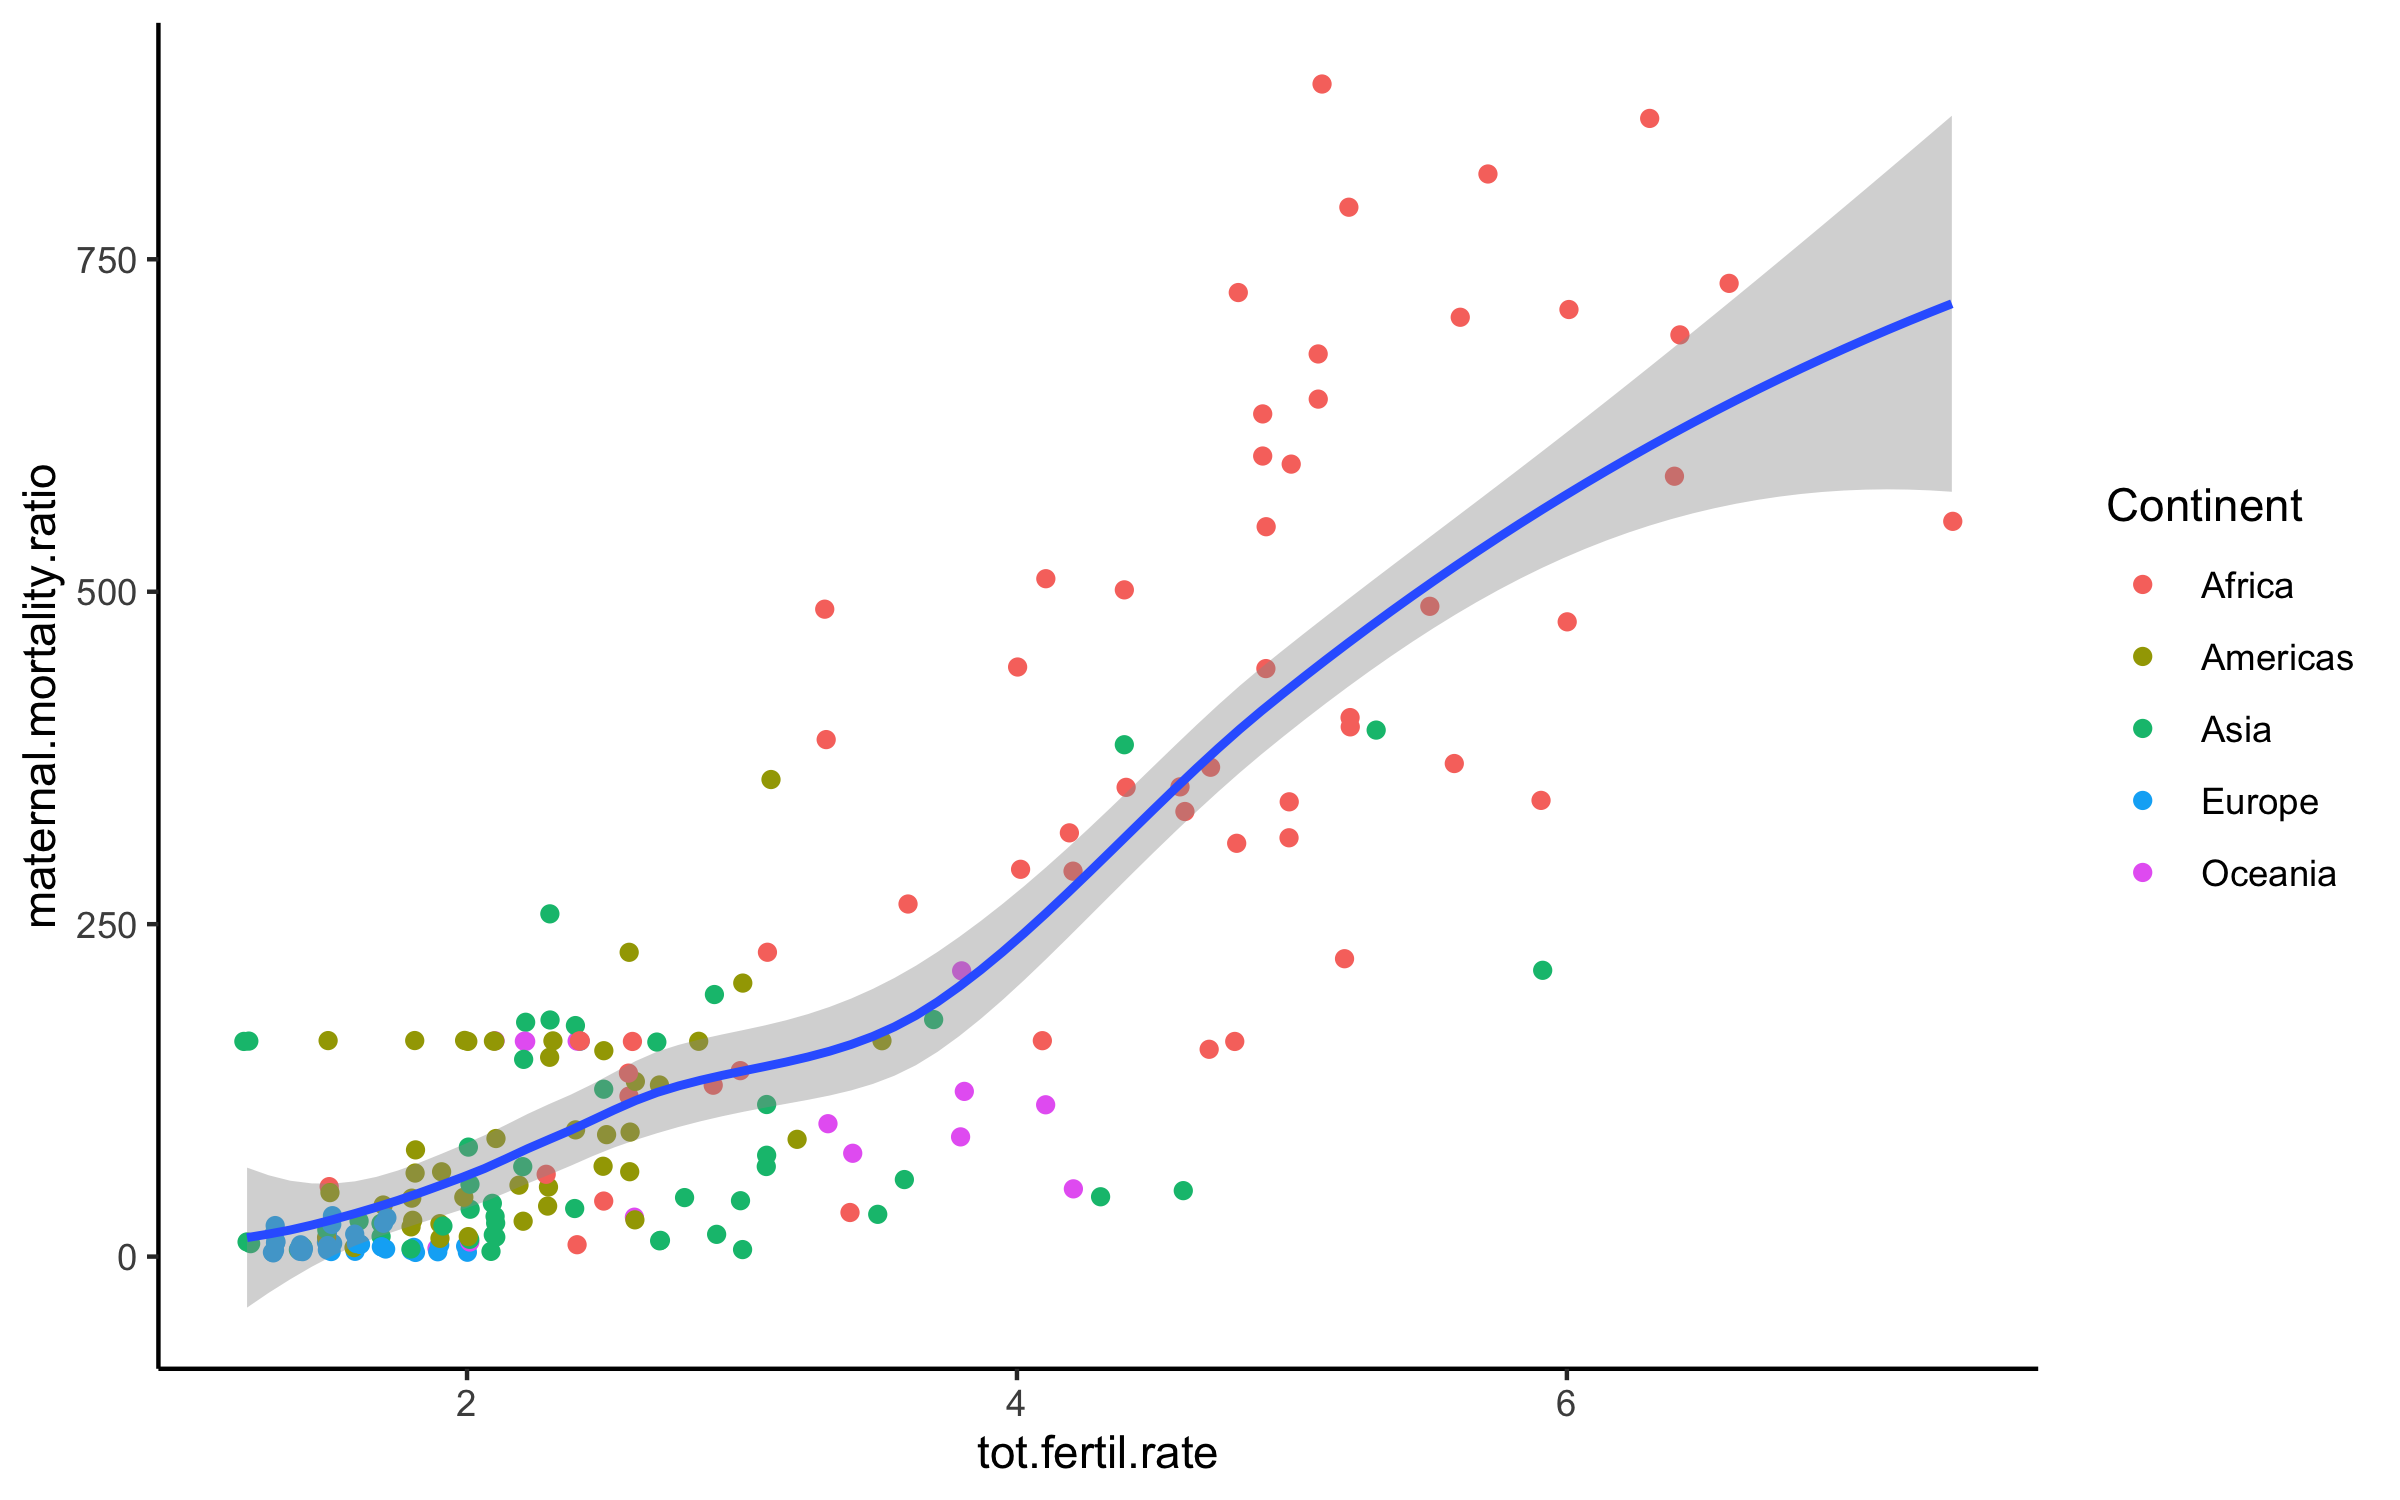 maternal.mortality.ratio
750
500
250
0
2
4
6
tot.fertil.rate
Continent
Africa
Americas
Asia
Europe
Oceania